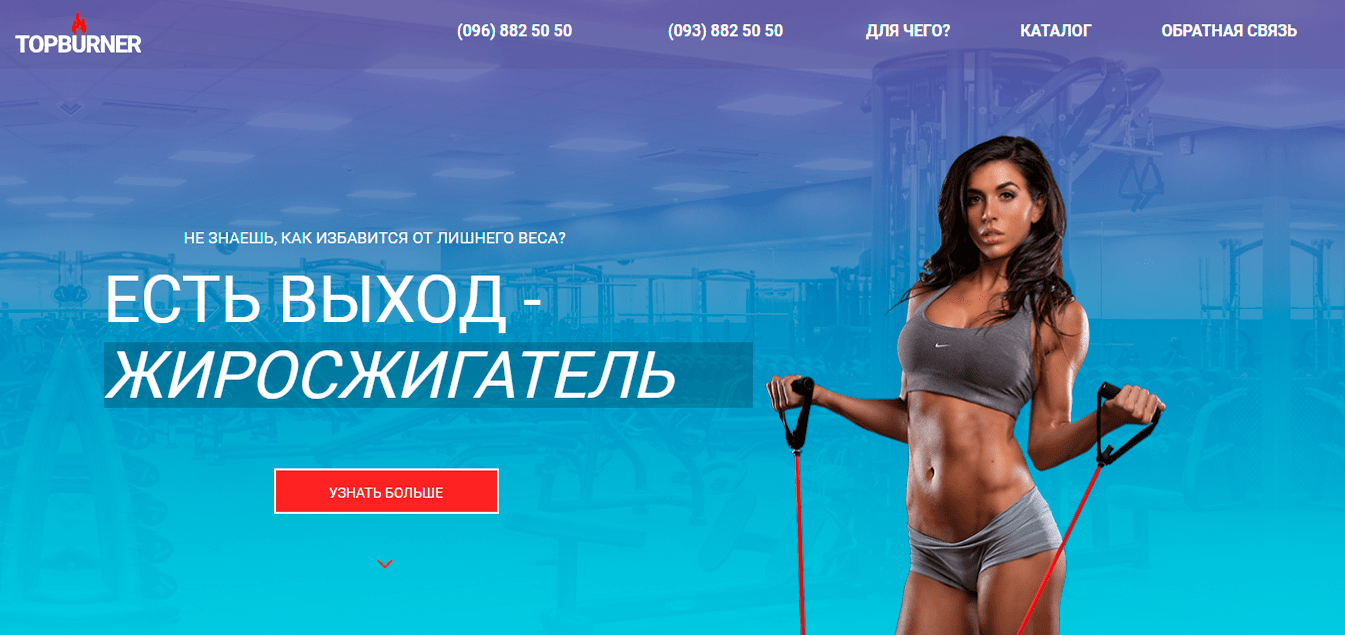 TOPBURNER
(096) 882 50 50
(093) 882 50 50
ДЛЯ ЧЕГО?
КАТАЛОГ
ОБРАТНАЯ СВЯЗЬ
НЕ ЗНАЕШЬ, КАК ИЗБАВИТСЯ ОТ ЛИШНЕГО ВЕСА?
ЕСТЬ ВЫХОД -
ЖИРОСЖИГАТЕЛЬ
УЗНАТЬ БОЛЬШЕ